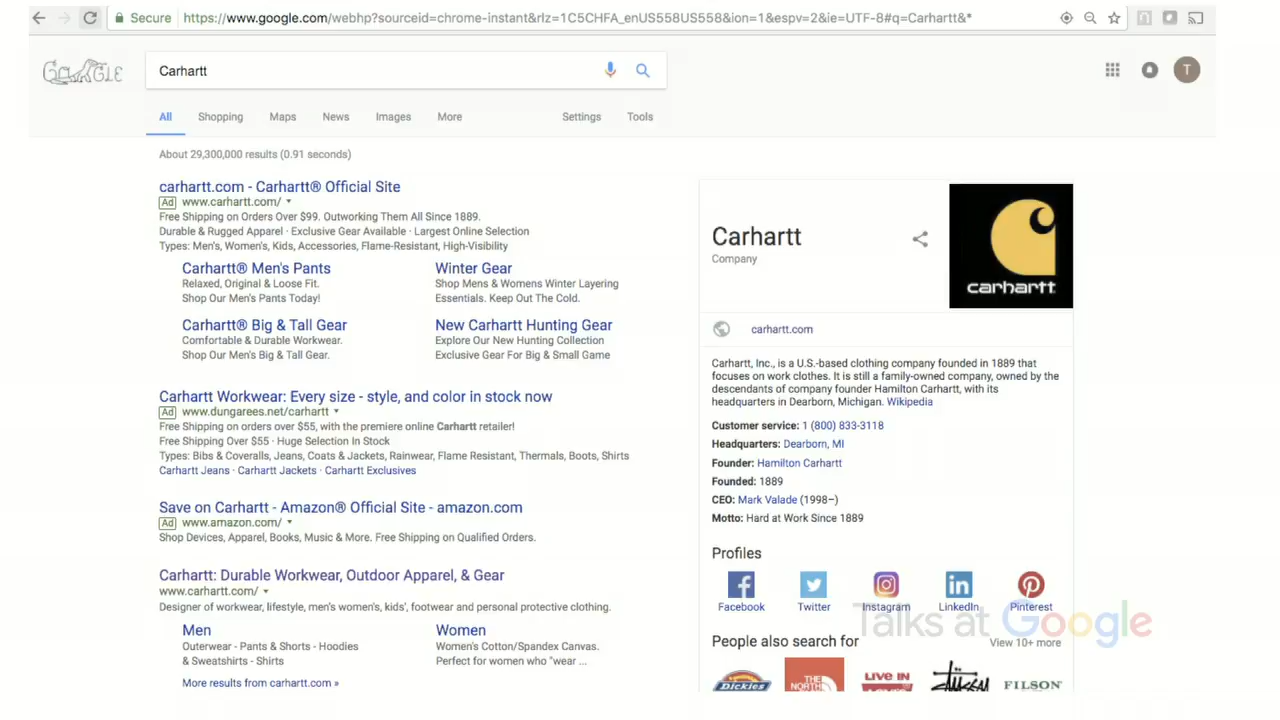 Secure https://www.google.com/webhp?sourceid=chrome-instant&rlz=1C5CHFA_enUS558US558&ion=1&espv=2&ie=UTF-8#q=Carhartt&*
Google
Carhartt
T
All Shopping Maps News Images More Settings Tools
About 29,300,000 results (0.91 seconds)
carhartt.com - Carhartt® Official Site
Ad www.carhartt.com/
Free Shipping on Orders Over $99. Outworking Them All Since 1889.
Durable & Rugged Apparel · Exclusive Gear Available · Largest Online Selection
Types: Men's, Women's, Kids, Accessories, Flame-Resistant, High-Visibility
Carhartt® Men's Pants
Relaxed, Original & Loose Fit.
Shop Our Men's Pants Today!
Winter Gear
Shop Mens & Womens Winter Layering
Essentials. Keep Out The Cold.
Carhartt® Big & Tall Gear
Comfortable & Durable Workwear.
Shop Our Men's Big & Tall Gear.
New Carhartt Hunting Gear
Explore Our New Hunting Collection
Exclusive Gear For Big & Small Game
Carhartt Workwear: Every size - style, and color in stock now
Ad www.dungarees.net/carhartt
Free Shipping on orders over $55, with the premiere online Carhartt retailer!
Free Shipping Over $55 · Huge Selection In Stock
Types: Bibs & Coveralls, Jeans, Coats & Jackets, Rainwear, Flame Resistant, Thermals, Boots, Shirts
Carhartt Jeans · Carhartt Jackets · Carhartt Exclusives
Save on Carhartt - Amazon® Official Site - amazon.com
Ad www.amazon.com/
Shop Devices, Apparel, Books, Music & More. Free Shipping on Qualified Orders.
Carhartt: Durable Workwear, Outdoor Apparel, & Gear
www.carhartt.com/
Designer of workwear, lifestyle, men's women's, kids', footwear and personal protective clothing.
Men
Outerwear - Pants & Shorts - Hoodies
& Sweatshirts - Shirts
Women
Women's Cotton/Spandex Canvas.
Perfect for women who "wear ...
More results from carhartt.com »
Carhartt
Company
carhartt
carhartt.com
Carhartt, Inc., is a U.S.-based clothing company founded in 1889 that
focuses on work clothes. It is still a family-owned company, owned by the
descendants of company founder Hamilton Carhartt, with its
headquarters in Dearborn, Michigan. Wikipedia
Customer service: 1 (800) 833-3118
Headquarters: Dearborn, MI
Founder: Hamilton Carhartt
Founded: 1889
CEO: Mark Valade (1998–)
Motto: Hard at Work Since 1889
Profiles
Facebook Twitter Instagram LinkedIn Pinterest
Talks at Google
People also search for View 10+ more
Dickies THE NORTH LIVE IN Stüssy FILSON